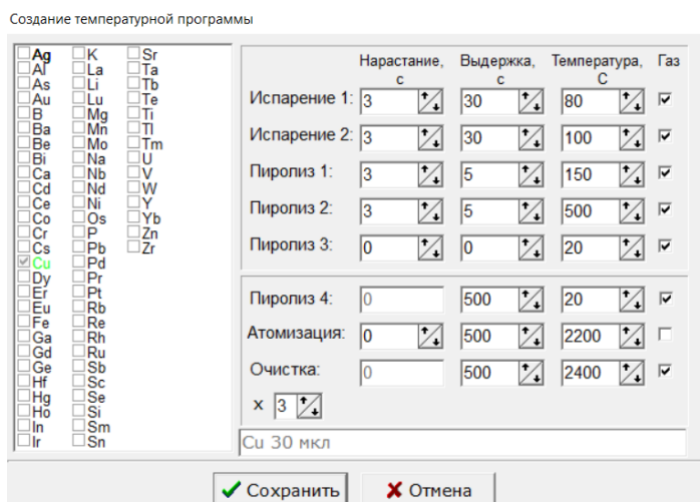 Создание температурной программы
Ag K Sr
Al La Ta
As Li Tb
Au Lu Te
B Mg Ti
Ba Mn Tl
Be Mo Tm
Bi Na U
Ca Nb V
Cd Nd W
Ce Ni Y
Co Os Yb
Cr P Zn
Cs Pb Zr
Cu Pd
Dy Pr
Er Pt
Eu Rb
Fe Re
Ga Rh
Gd Ru
Ge Sb
Hf Sc
Hg Se
Ho Si
In Sm
Ir Sn
Нарастание, с Выдержка, с Температура, С Газ
Испарение 1: 3 30 80
Испарение 2: 3 30 100
Пиролиз 1: 3 5 150
Пиролиз 2: 3 5 500
Пиролиз 3: 0 0 20
Пиролиз 4: 0 500 20
Атомизация: 0 500 2200
Очистка: 0 500 2400
x 3
Cu 30 мкл
Сохранить Отмена